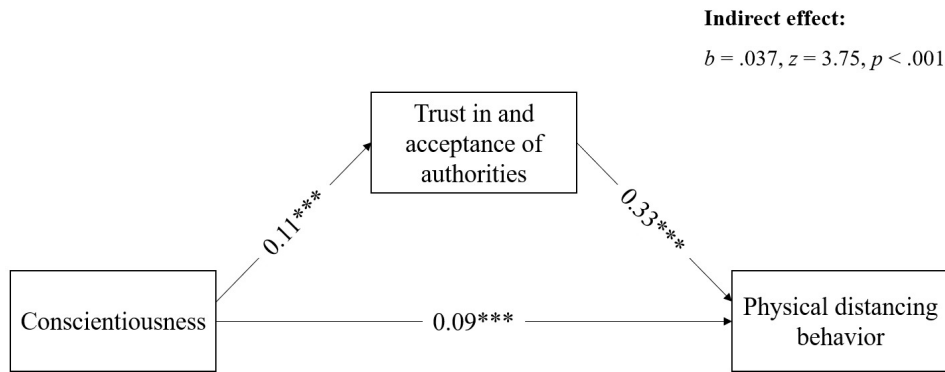 Indirect effect:
b = .037, z = 3.75, p < .001
Trust in and
acceptance of
authorities
0.11***
0.33***
Conscientiousness
0.09***
Physical distancing
behavior